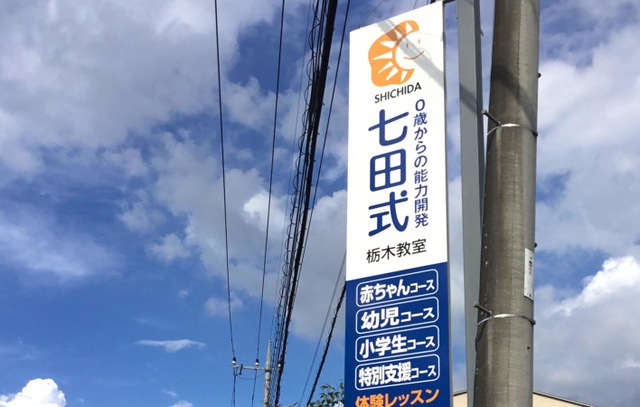 SHICHIDA
0歳からの能力開発
七田式
栃木教室
赤ちゃんコース
幼児コース
小学生コース
特別支援コース
体験レッスン